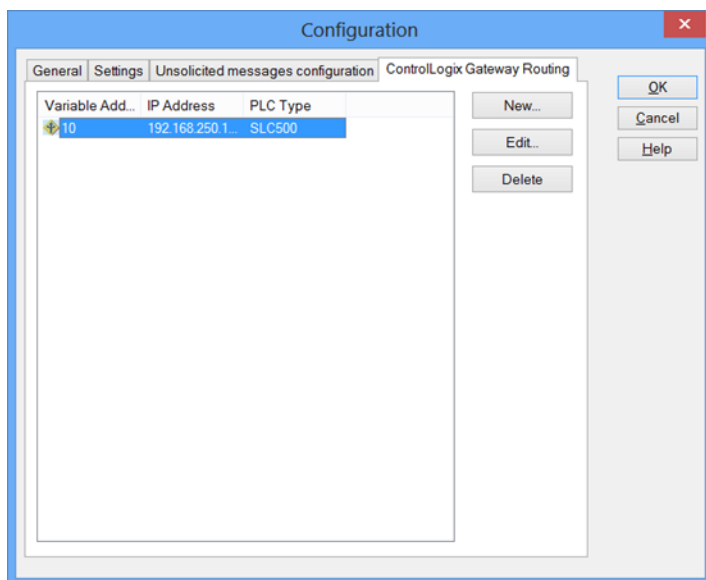 Configuration
General Settings Unsolicited messages configuration ControlLogix Gateway Routing
OK
Cancel
Help
Variable Add... IP Address PLC Type
10 192.168.250.1... SLC500
New...
Edit...
Delete